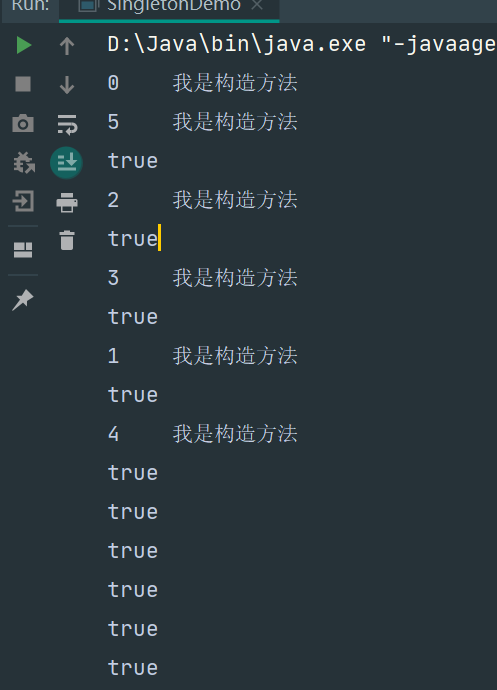 Run: SingletonDemo
D:\Java\bin\java.exe "-javaage
0 我是构造方法
5 我是构造方法
true
2 我是构造方法
true
3 我是构造方法
true
1 我是构造方法
true
4 我是构造方法
true
true
true
true
true
true